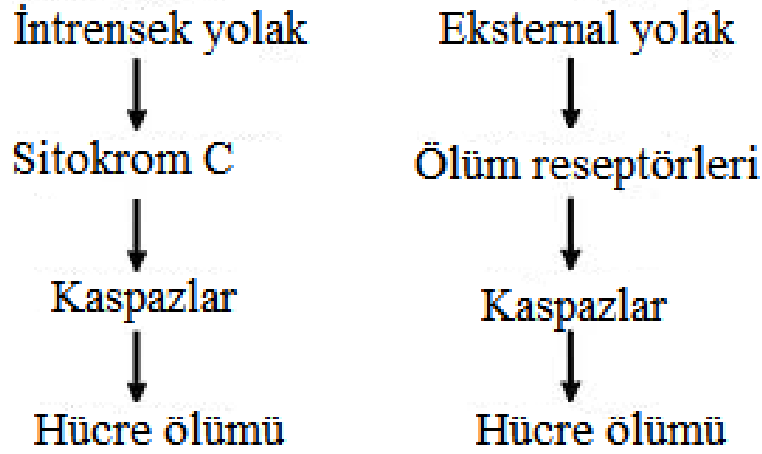 İntrensek yolak
Sitokrom C
Kaspazlar
Hücre ölümü
Eksternal yolak
Ölüm reseptörleri
Kaspazlar
Hücre ölümü